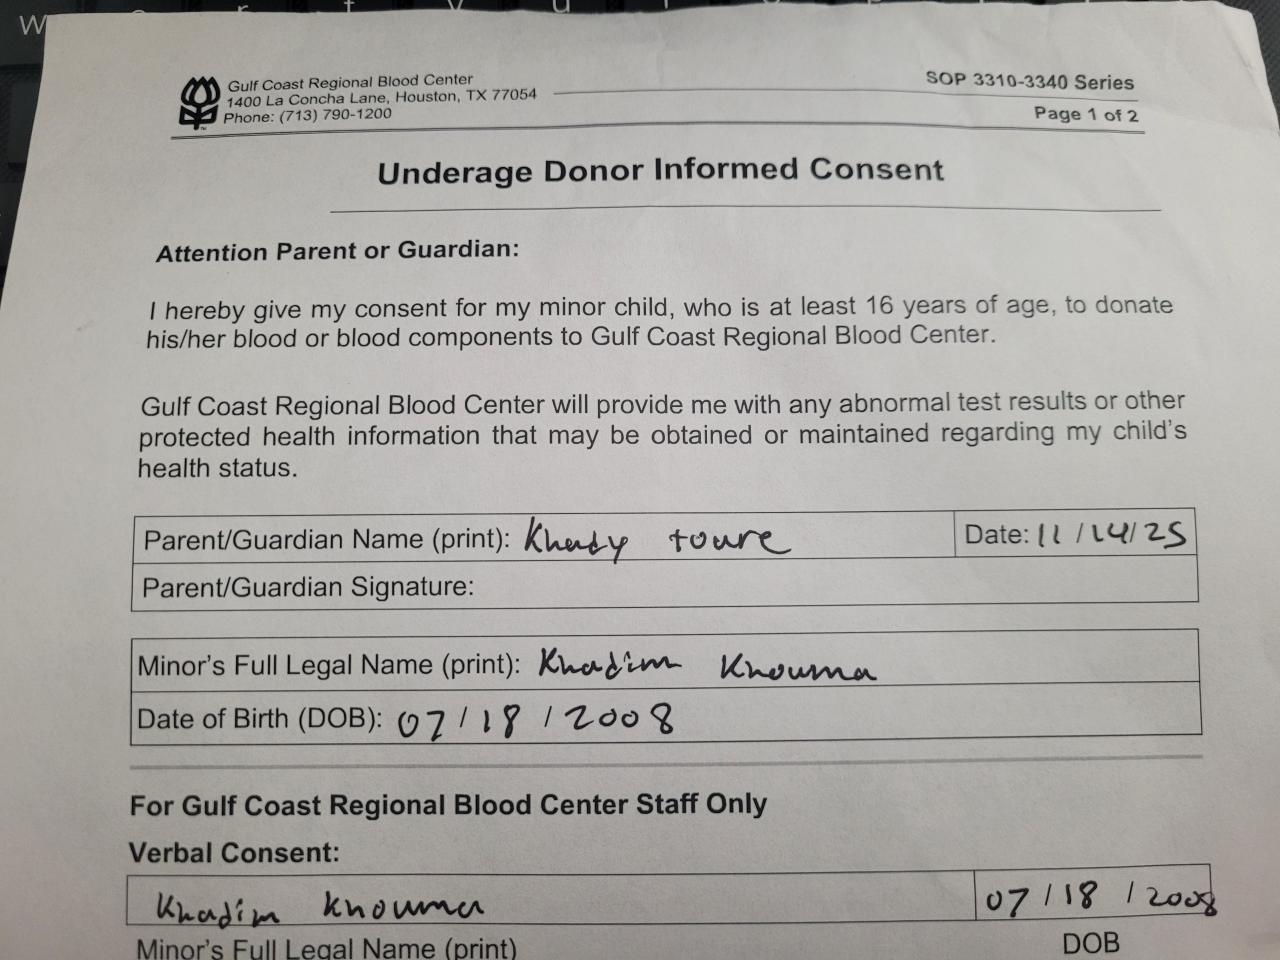 Gulf Coast Regional Blood Center
1400 La Concha Lane, Houston, TX 77054
Phone: (713) 790-1200
SOP 3310-3340 Series
Page 1 of 2
Underage Donor Informed Consent
Attention Parent or Guardian:
I hereby give my consent for my minor child, who is at least 16 years of age, to donate
his/her blood or blood components to Gulf Coast Regional Blood Center.
Gulf Coast Regional Blood Center will provide me with any abnormal test results or other
protected health information that may be obtained or maintained regarding my child's
health status.
Parent/Guardian Name (print): Khady toure Date: 11/14/25
Parent/Guardian Signature:
Minor's Full Legal Name (print): Khadim Khouma
Date of Birth (DOB): 07/18/2008
For Gulf Coast Regional Blood Center Staff Only
Verbal Consent:
Khadim Khouma 07/18/2008
Minor's Full Legal Name (print) DOB